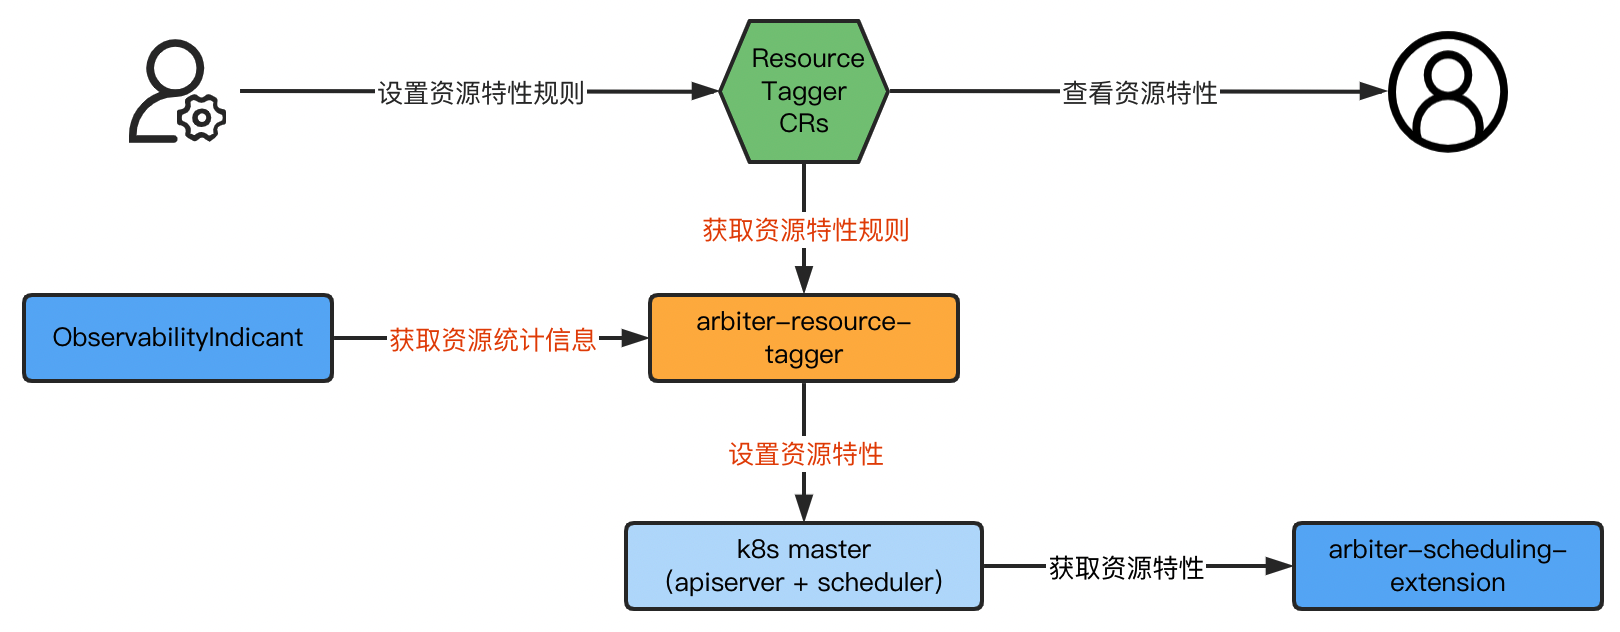 设置资源特性规则
Resource
Tagger
CRs
查看资源特性
获取资源特性规则
ObservabilityIndicant
获取资源统计信息
arbiter-resource-
tagger
设置资源特性
k8s master
(apiserver + scheduler)
获取资源特性
arbiter-scheduling-
extension